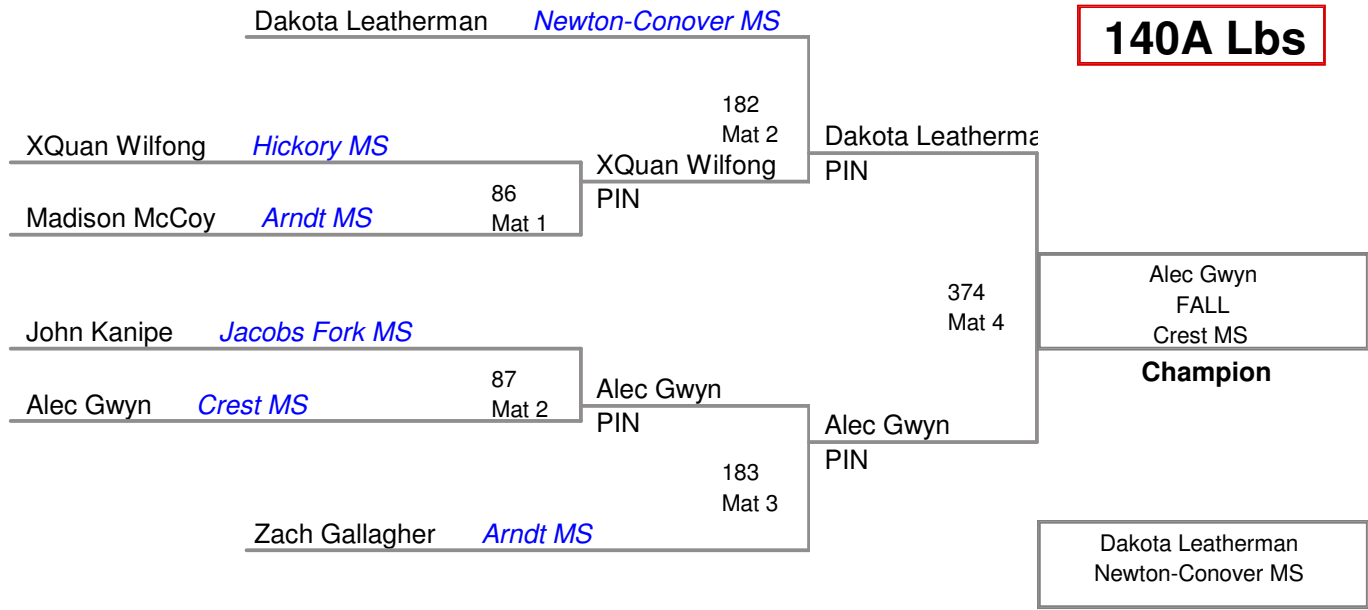 Dakota Leatherman Newton-Conover MS
140A Lbs
182
Mat 2
XQuan Wilfong Hickory MS
Dakota Leatherma
XQuan Wilfong
PIN
86
PIN
Madison McCoy Arndt MS
Mat 1
Alec Gwyn
374
FALL
John Kanipe Jacobs Fork MS
Mat 4
Crest MS
87
Champion
Alec Gwyn Crest MS
Mat 2
Alec Gwyn
PIN
Alec Gwyn
PIN
183
Mat 3
Zach Gallagher Arndt MS
Dakota Leatherman
Newton-Conover MS